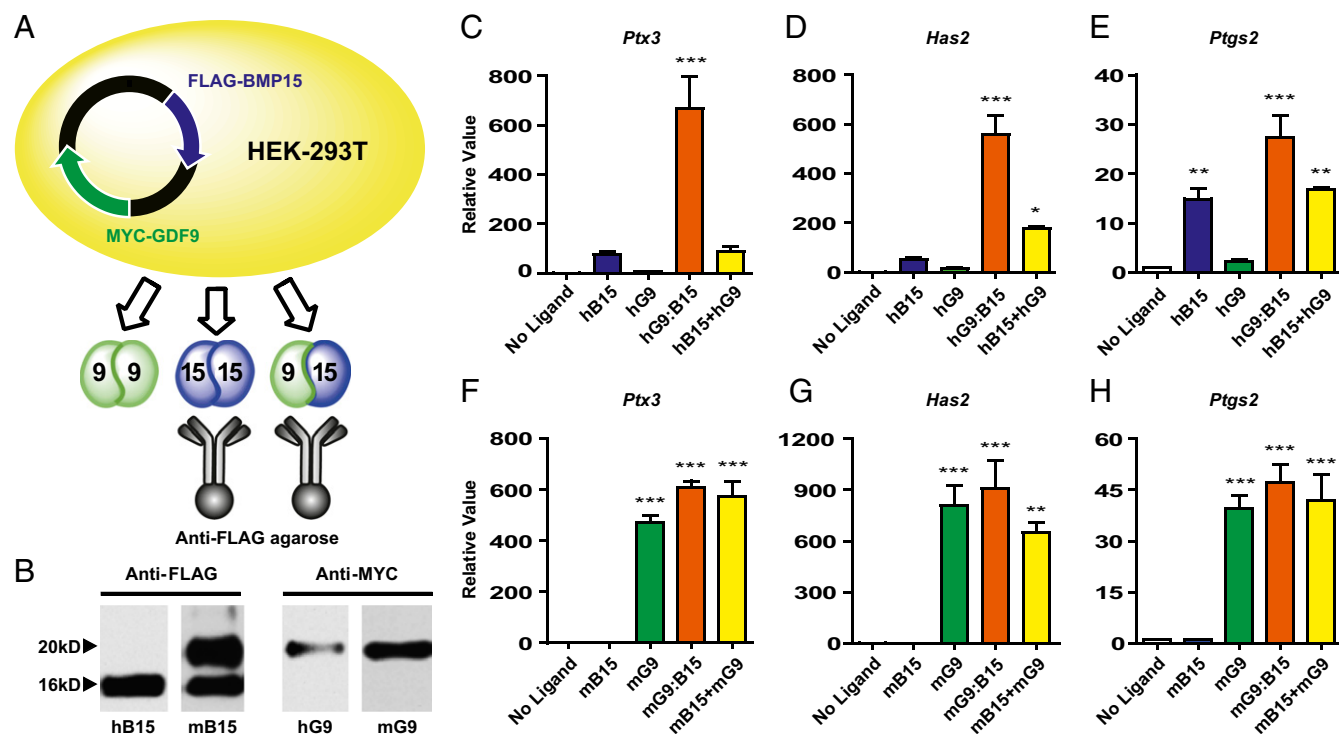 A
FLAG-BMP15
HEK-293T
MYC-GDF9
9 9
15 15
9 15
Anti-FLAG agarose
B
Anti-FLAG
Anti-MYC
20kD
16kD
hB15
mB15
hG9
mG9
C
Ptx3
Relative Value
800
600
400
200
0
***
No Ligand
hB15
hG9
hG9:B15
hB15+hG9
D
Has2
800
600
400
200
0
***
*
No Ligand
hB15
hG9
hG9:B15
hB15+hG9
E
Ptgs2
40
30
20
10
0
**
***
**
No Ligand
hB15
hG9
hG9:B15
hB15+hG9
F
Ptx3
Relative Value
800
600
400
200
0
***
***
***
No Ligand
mB15
mG9
mG9:B15
mB15+mG9
G
Has2
1200
900
600
300
0
***
***
**
No Ligand
mB15
mG9
mG9:B15
mB15+mG9
H
Ptgs2
60
45
30
15
0
***
***
***
No Ligand
mB15
mG9
mG9:B15
mB15+mG9